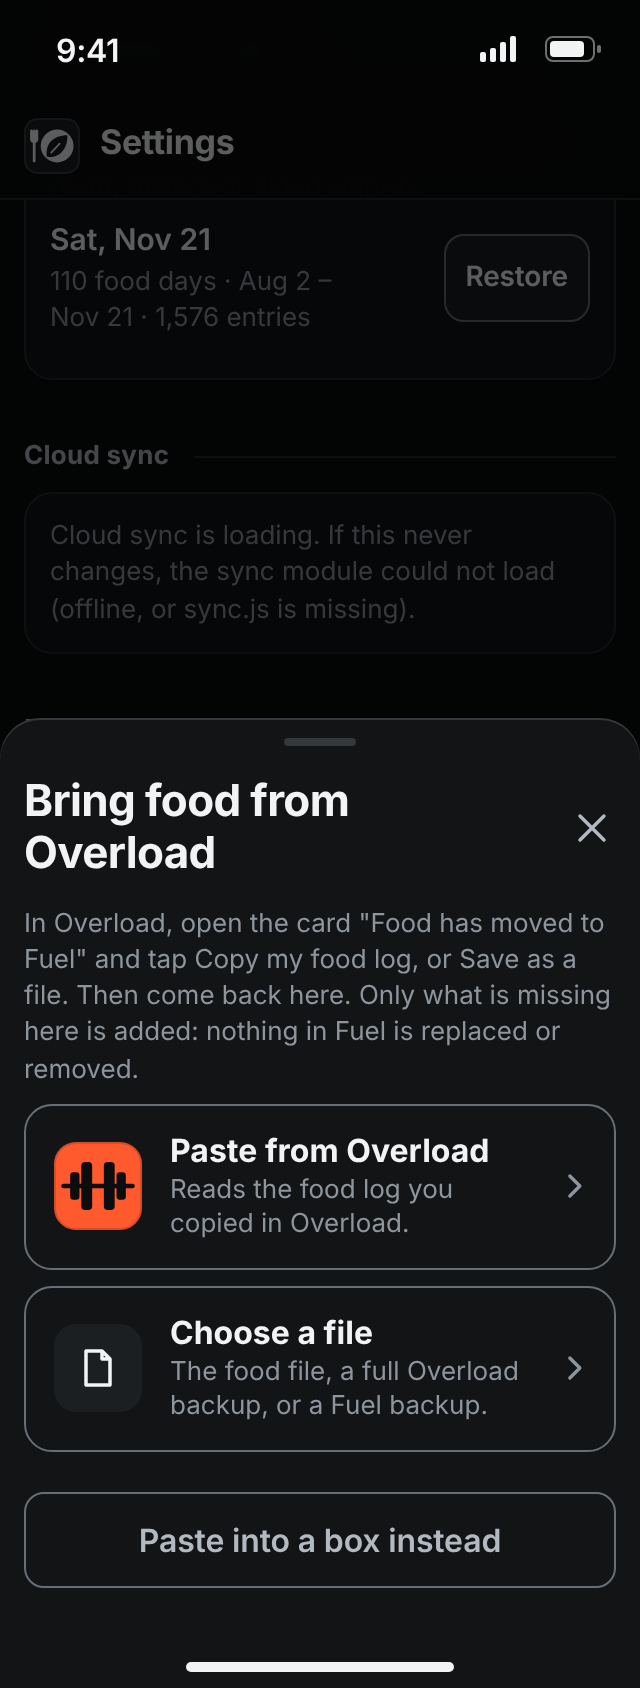 9:41
Settings
Sat, Nov 21
110 food days · Aug 2 –
Nov 21 · 1,576 entries
Restore
Cloud sync
Cloud sync is loading. If this never
changes, the sync module could not load
(offline, or sync.js is missing).
Bring food from
Overload
In Overload, open the card "Food has moved to
Fuel" and tap Copy my food log, or Save as a
file. Then come back here. Only what is missing
here is added: nothing in Fuel is replaced or
removed.
Paste from Overload
Reads the food log you
copied in Overload.
Choose a file
The food file, a full Overload
backup, or a Fuel backup.
Paste into a box instead